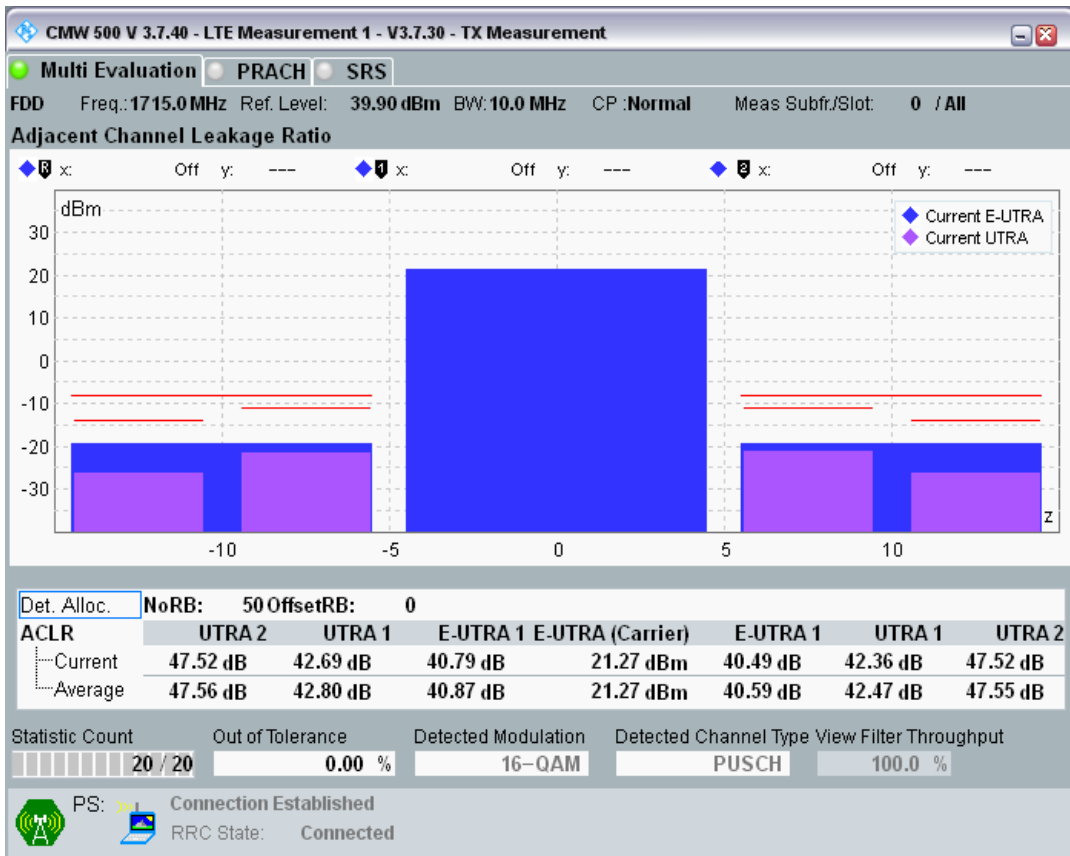 CMW 500 V 3.7.40 - LTE Measurement 1 - V3.7.30 - TX Measurement
Multi Evaluation PRACH SRS
FDD Freq.: 1715.0 MHz Ref. Level: 39.90 dBm BW: 10.0 MHz CP : Normal Meas Subfr./Slot: 0 / All
Adjacent Channel Leakage Ratio
R x: Off y: --- 1 x: Off y: --- 2 x: Off y: ---
dBm
Current E-UTRA
Current UTRA
30
20
10
0
-10
-20
-30
z
-10 -5 0 5 10
Det. Alloc. NoRB: 50 OffsetRB: 0
ACLR UTRA 2 UTRA 1 E-UTRA 1 E-UTRA (Carrier) E-UTRA 1 UTRA 1 UTRA 2
Current 47.52 dB 42.69 dB 40.79 dB 21.27 dBm 40.49 dB 42.36 dB 47.52 dB
Average 47.56 dB 42.80 dB 40.87 dB 21.27 dBm 40.59 dB 42.47 dB 47.55 dB
Statistic Count Out of Tolerance Detected Modulation Detected Channel Type View Filter Throughput
20 / 20 0.00 % 16-QAM PUSCH 100.0 %
PS: Connection Established
RRC State: Connected